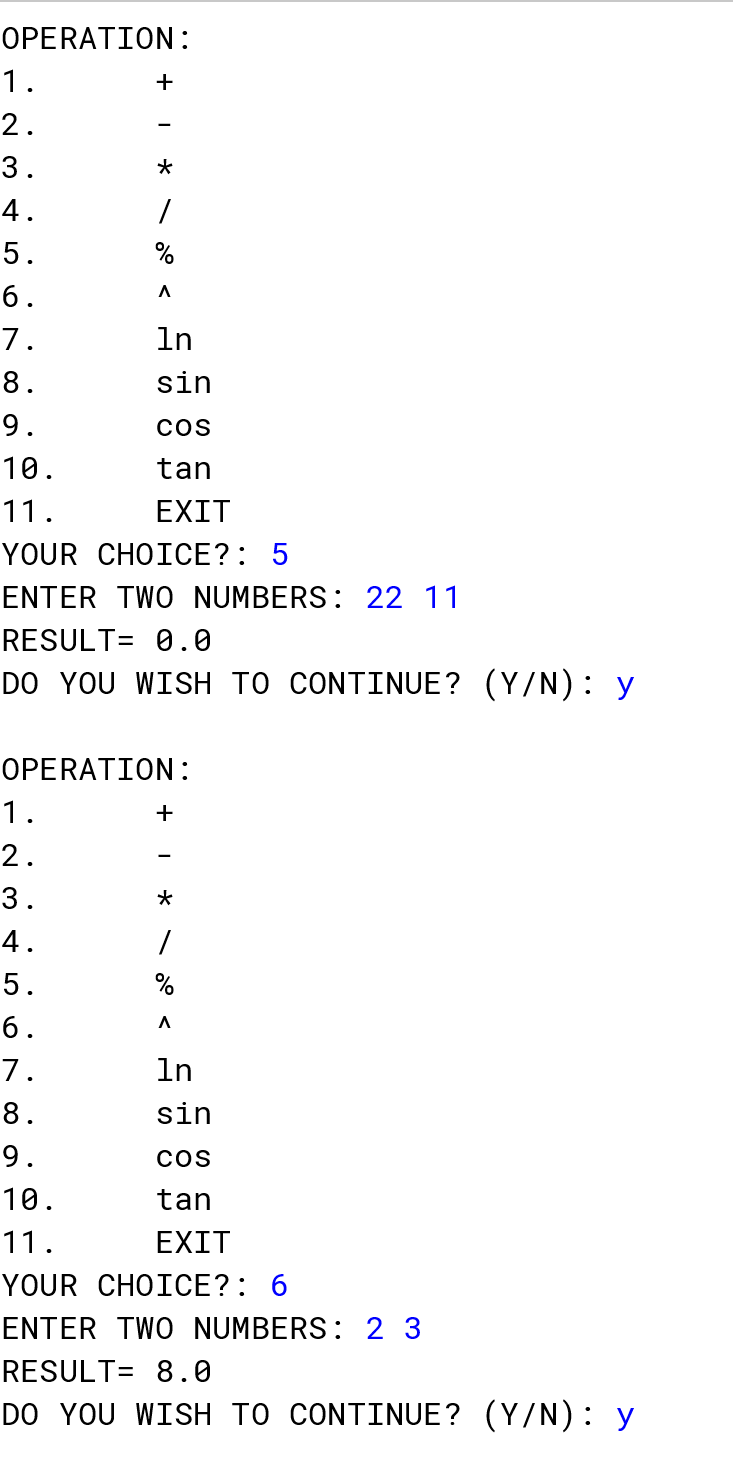 OPERATION:
1. +
2. -
3. *
4. /
5. %
6. ^
7. ln
8. sin
9. cos
10. tan
11. EXIT
YOUR CHOICE?: 5
ENTER TWO NUMBERS: 22 11
RESULT= 0.0
DO YOU WISH TO CONTINUE? (Y/N): y
OPERATION:
1. +
2. -
3. *
4. /
5. %
6. ^
7. ln
8. sin
9. cos
10. tan
11. EXIT
YOUR CHOICE?: 6
ENTER TWO NUMBERS: 2 3
RESULT= 8.0
DO YOU WISH TO CONTINUE? (Y/N): y